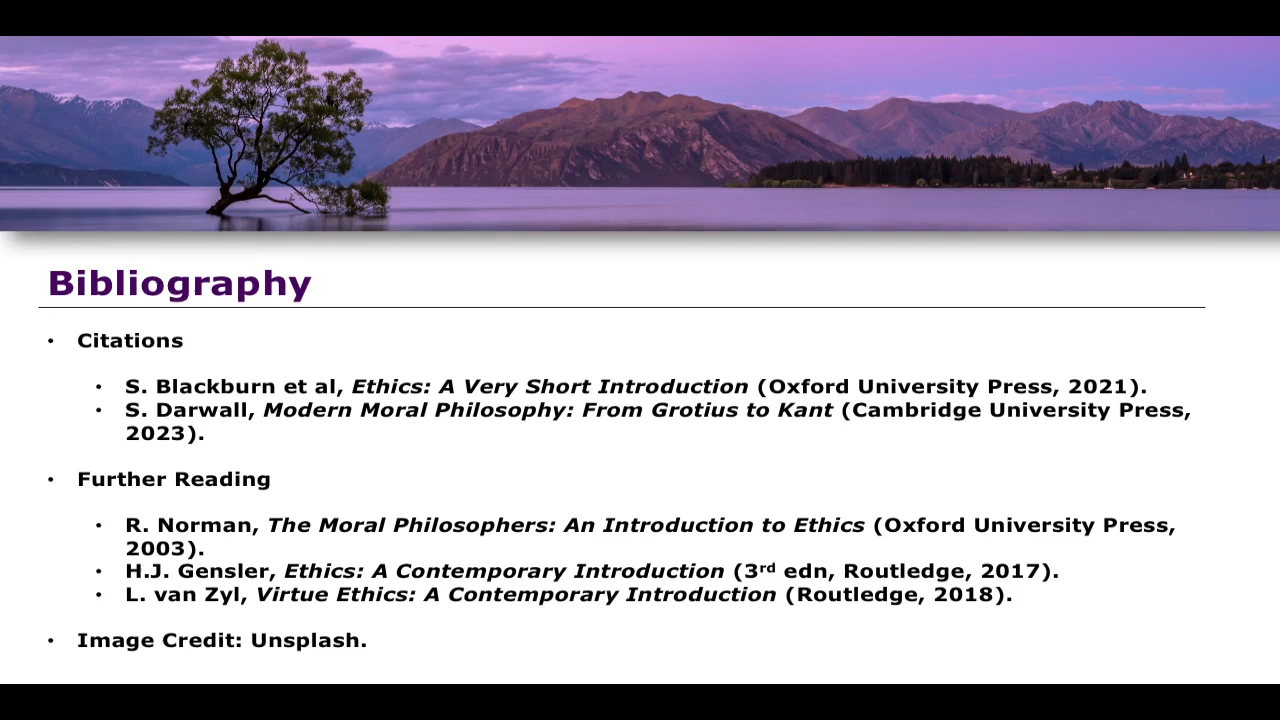 Bibliography
• Citations
• S. Blackburn et al, Ethics: A Very Short Introduction (Oxford University Press, 2021).
• S. Darwall, Modern Moral Philosophy: From Grotius to Kant (Cambridge University Press,
2023).
• Further Reading
• R. Norman, The Moral Philosophers: An Introduction to Ethics (Oxford University Press,
2003).
• H.J. Gensler, Ethics: A Contemporary Introduction (3rd edn, Routledge, 2017).
• L. van Zyl, Virtue Ethics: A Contemporary Introduction (Routledge, 2018).
• Image Credit: Unsplash.